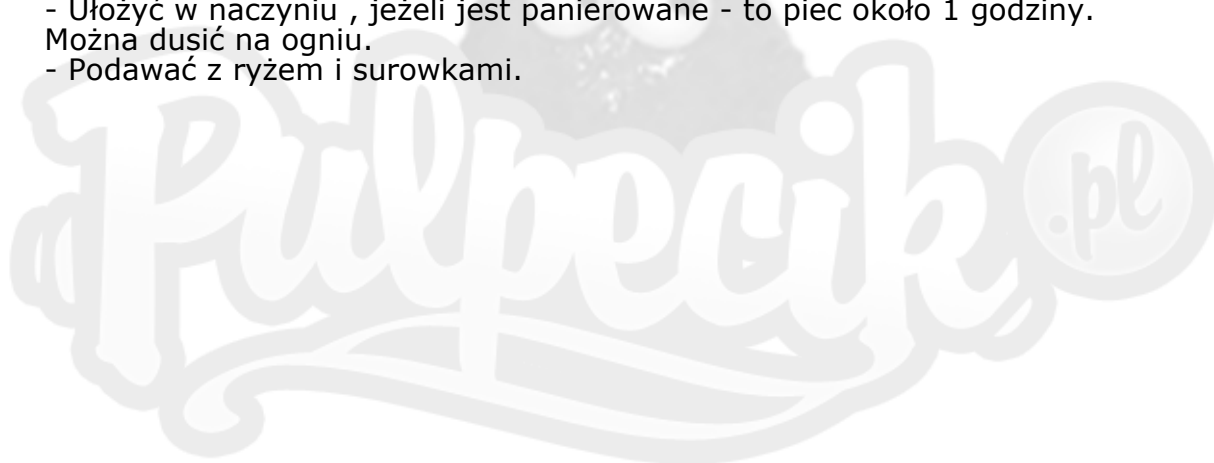 - Ułożyć w naczyniu , jeżeli jest panierowane - to piec około 1 godziny.
Można dusić na ogniu.
- Podawać z ryżem i surowkami.
Pulpecik .pl